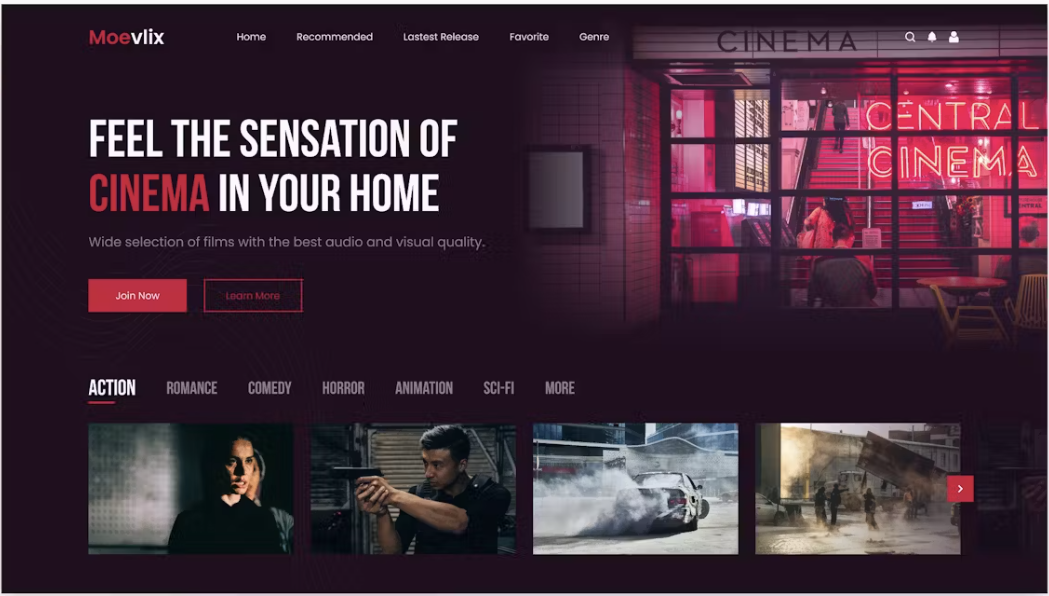 Moevlix
Home Recommended Lastest Release Favorite Genre
CINEMA
CENTRAL
CINEMA
FEEL THE SENSATION OF
CINEMA IN YOUR HOME
Wide selection of films with the best audio and visual quality.
Join Now Learn More
ACTION ROMANCE COMEDY HORROR ANIMATION SCI-FI MORE